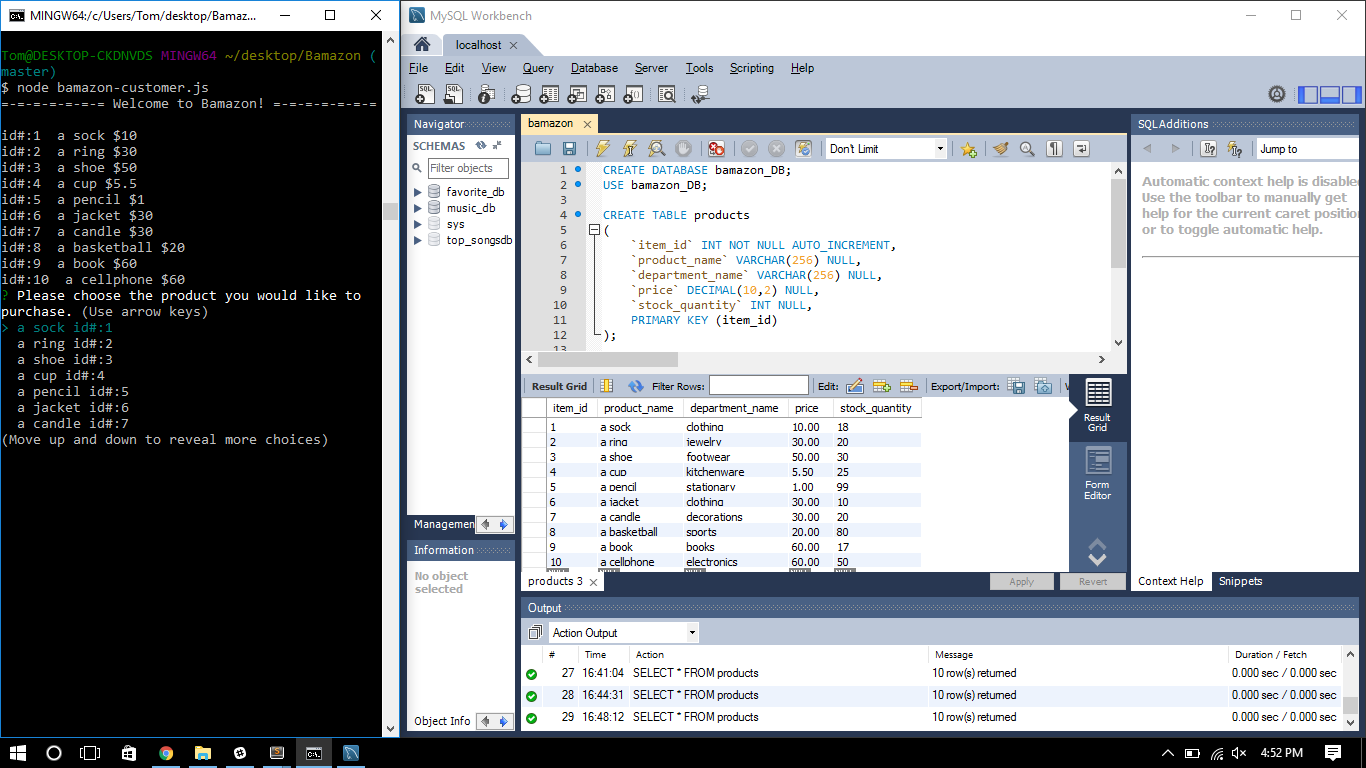 MINGW64:/c/Users/Tom/desktop/Bamaz...
Tom@DESKTOP-CKDNVDS MINGW64 ~/desktop/Bamazon (
master)
$ node bamazon-customer.js
============ Welcome to Bamazon! ============
id#:1  a sock $10
id#:2  a ring $30
id#:3  a shoe $50
id#:4  a cup $5.5
id#:5  a pencil $1
id#:6  a jacket $30
id#:7  a candle $30
id#:8  a basketball $20
id#:9  a book $60
id#:10  a cellphone $60
? Please choose the product you would like to
purchase. (Use arrow keys)
> a sock id#:1
a ring id#:2
a shoe id#:3
a cup id#:4
a pencil id#:5
a jacket id#:6
a candle id#:7
(Move up and down to reveal more choices)
MySQL Workbench
localhost
File Edit View Query Database Server Tools Scripting Help
Navigator
SCHEMAS
Filter objects
favorite_db
music_db
sys
top_songsdb
Managemen
Information
No object
selected
Object Info
bamazon
Don't Limit
1 CREATE DATABASE bamazon_DB;
2 USE bamazon_DB;
3
4 CREATE TABLE products
5 (
6 `item_id` INT NOT NULL AUTO_INCREMENT,
7 `product_name` VARCHAR(256) NULL,
8 `department_name` VARCHAR(256) NULL,
9 `price` DECIMAL(10,2) NULL,
10 `stock_quantity` INT NULL,
11 PRIMARY KEY (item_id)
12 );
13
Result Grid Filter Rows: Edit: Export/Import:
item_id product_name department_name price stock_quantity
1 a sock clothing 10.00 18
2 a ring jewelry 30.00 20
3 a shoe footwear 50.00 30
4 a cup kitchenware 5.50 25
5 a pencil stationary 1.00 99
6 a jacket clothing 30.00 10
7 a candle decorations 30.00 20
8 a basketball sports 20.00 80
9 a book books 60.00 17
10 a cellphone electronics 60.00 50
Result
Grid
Form
Editor
products 3
Apply Revert
SQLAdditions
Jump to
Automatic context help is disable
Use the toolbar to manually get
help for the current caret position
or to toggle automatic help.
Context Help Snippets
Output
Action Output
# Time Action Message Duration / Fetch
27 16:41:04 SELECT * FROM products 10 row(s) returned 0.000 sec / 0.000 sec
28 16:44:31 SELECT * FROM products 10 row(s) returned 0.000 sec / 0.000 sec
29 16:48:12 SELECT * FROM products 10 row(s) returned 0.000 sec / 0.000 sec
4:52 PM